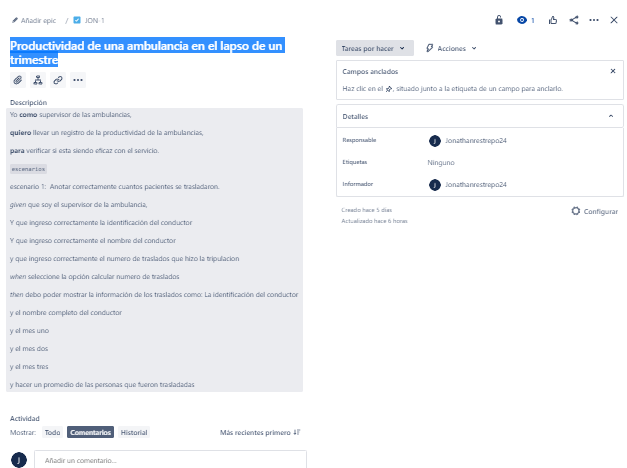 Añadir epic / JON-1
1
Productividad de una ambulancia en el lapso de un
trimestre
Descripción
Yo como supervisor de las ambulancias,
quiero llevar un registro de la productividad de la ambulancias,
para verificar si esta siendo eficaz con el servicio.
escenarios
escenario 1: Anotar correctamente cuantos pacientes se trasladaron.
given que soy el supervisor de la ambulancia,
Y que ingreso correctamente la identificación del conductor
Y que ingreso correctamente el nombre del conductor
y que ingreso correctamente el numero de traslados que hizo la tripulacion
when seleccione la opción calcular numero de traslados
then debo poder mostrar la información de los traslados como: La identificación del conductor
y el nombre completo del conductor
y el mes uno
y el mes dos
y el mes tres
y hacer un promedio de las personas que fueron trasladadas
Actividad
Mostrar: Todo Comentarios Historial Más recientes primero
J Añadir un comentario...
Tareas por hacer Acciones
Campos anclados
Haz clic en el , situado junto a la etiqueta de un campo para anclarlo.
Detalles
Responsable J Jonathanrestrepo24
Etiquetas Ninguno
Informador J Jonathanrestrepo24
Creado hace 5 días
Actualizado hace 6 horas
Configurar